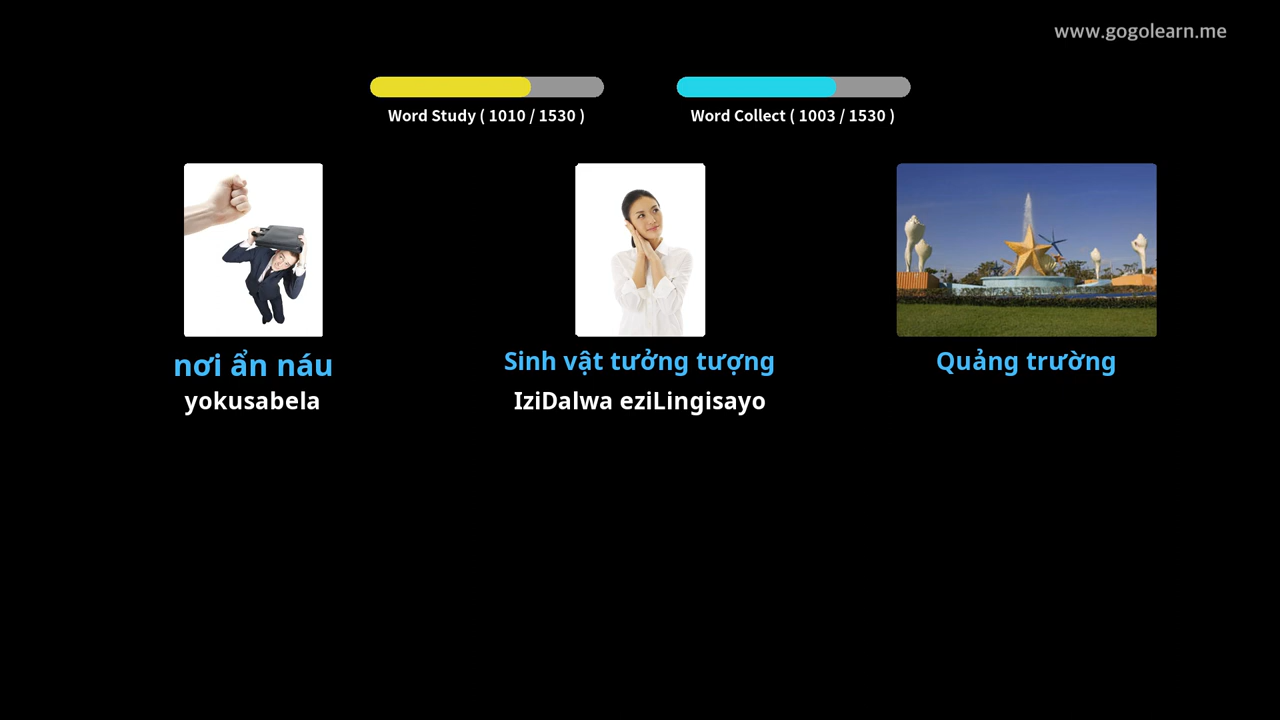 www.gogolearn.me
Word Study ( 1010 / 1530 )
Word Collect ( 1003 / 1530 )
nơi ẩn náu
yokusabela
Sinh vật tưởng tượng
IziDalwa eziLingisayo
Quảng trường